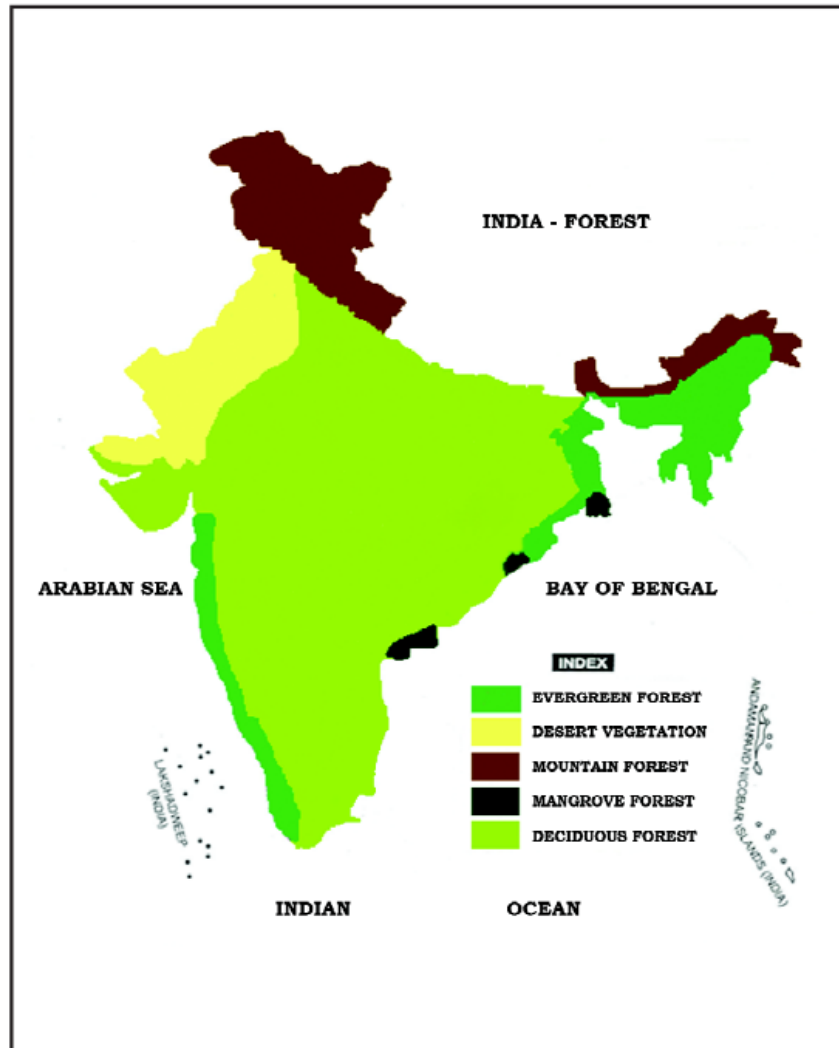 INDIA - FOREST
ARABIAN SEA
BAY OF BENGAL
INDEX
EVERGREEN FOREST
DESERT VEGETATION
MOUNTAIN FOREST
MANGROVE FOREST
DECIDUOUS FOREST
LAKSHADWEEP
(INDIA)
ANDAMAN AND NICOBAR ISLANDS (INDIA)
INDIAN OCEAN